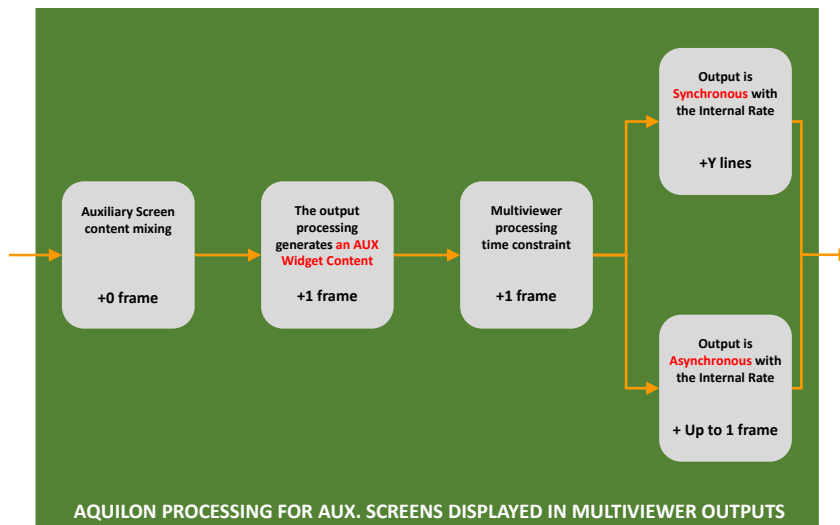 Auxiliary Screen
content mixing
+0 frame
The output
processing
generates an AUX
Widget Content
+1 frame
Multiviewer
processing
time constraint
+1 frame
Output is
Synchronous with
the Internal Rate
+Y lines
Output is
Asynchronous with
the Internal Rate
+ Up to 1 frame
AQUILON PROCESSING FOR AUX. SCREENS DISPLAYED IN MULTIVIEWER OUTPUTS